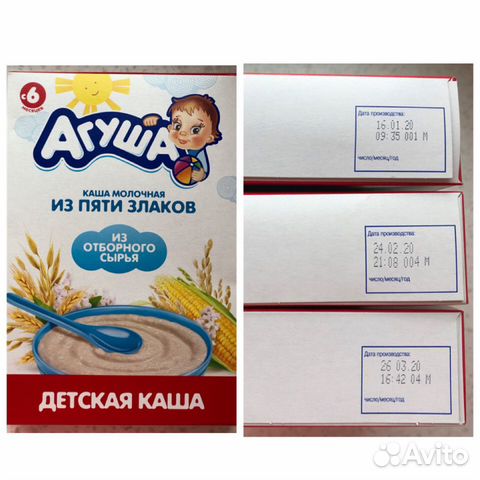 с 6
месяцев
Агуша
КАША МОЛОЧНАЯ
ИЗ ПЯТИ ЗЛАКОВ
ИЗ
ОТБОРНОГО
СЫРЬЯ
ДЕТСКАЯ КАША
Дата производства:
16.01.20
09:35 001 М
число/месяц/год
Дата производства:
24.02.20
21:08 004 М
число/месяц/год
Дата производства:
26 03.20
16:42 04 М
число/месяц/год
Avito